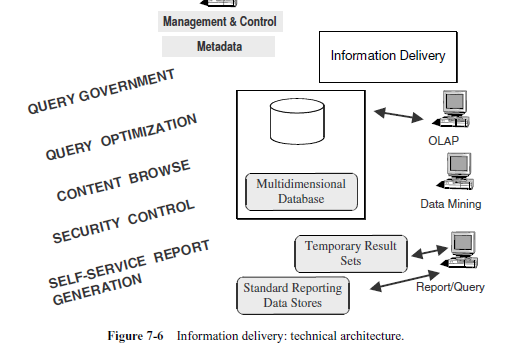 Management & Control
Metadata
Information Delivery
QUERY GOVERNMENT
QUERY OPTIMIZATION
CONTENT BROWSE
SECURITY CONTROL
SELF-SERVICE REPORT
GENERATION
Multidimensional
Database
OLAP
Data Mining
Temporary Result
Sets
Standard Reporting
Data Stores
Report/Query
Figure 7-6 Information delivery: technical architecture.